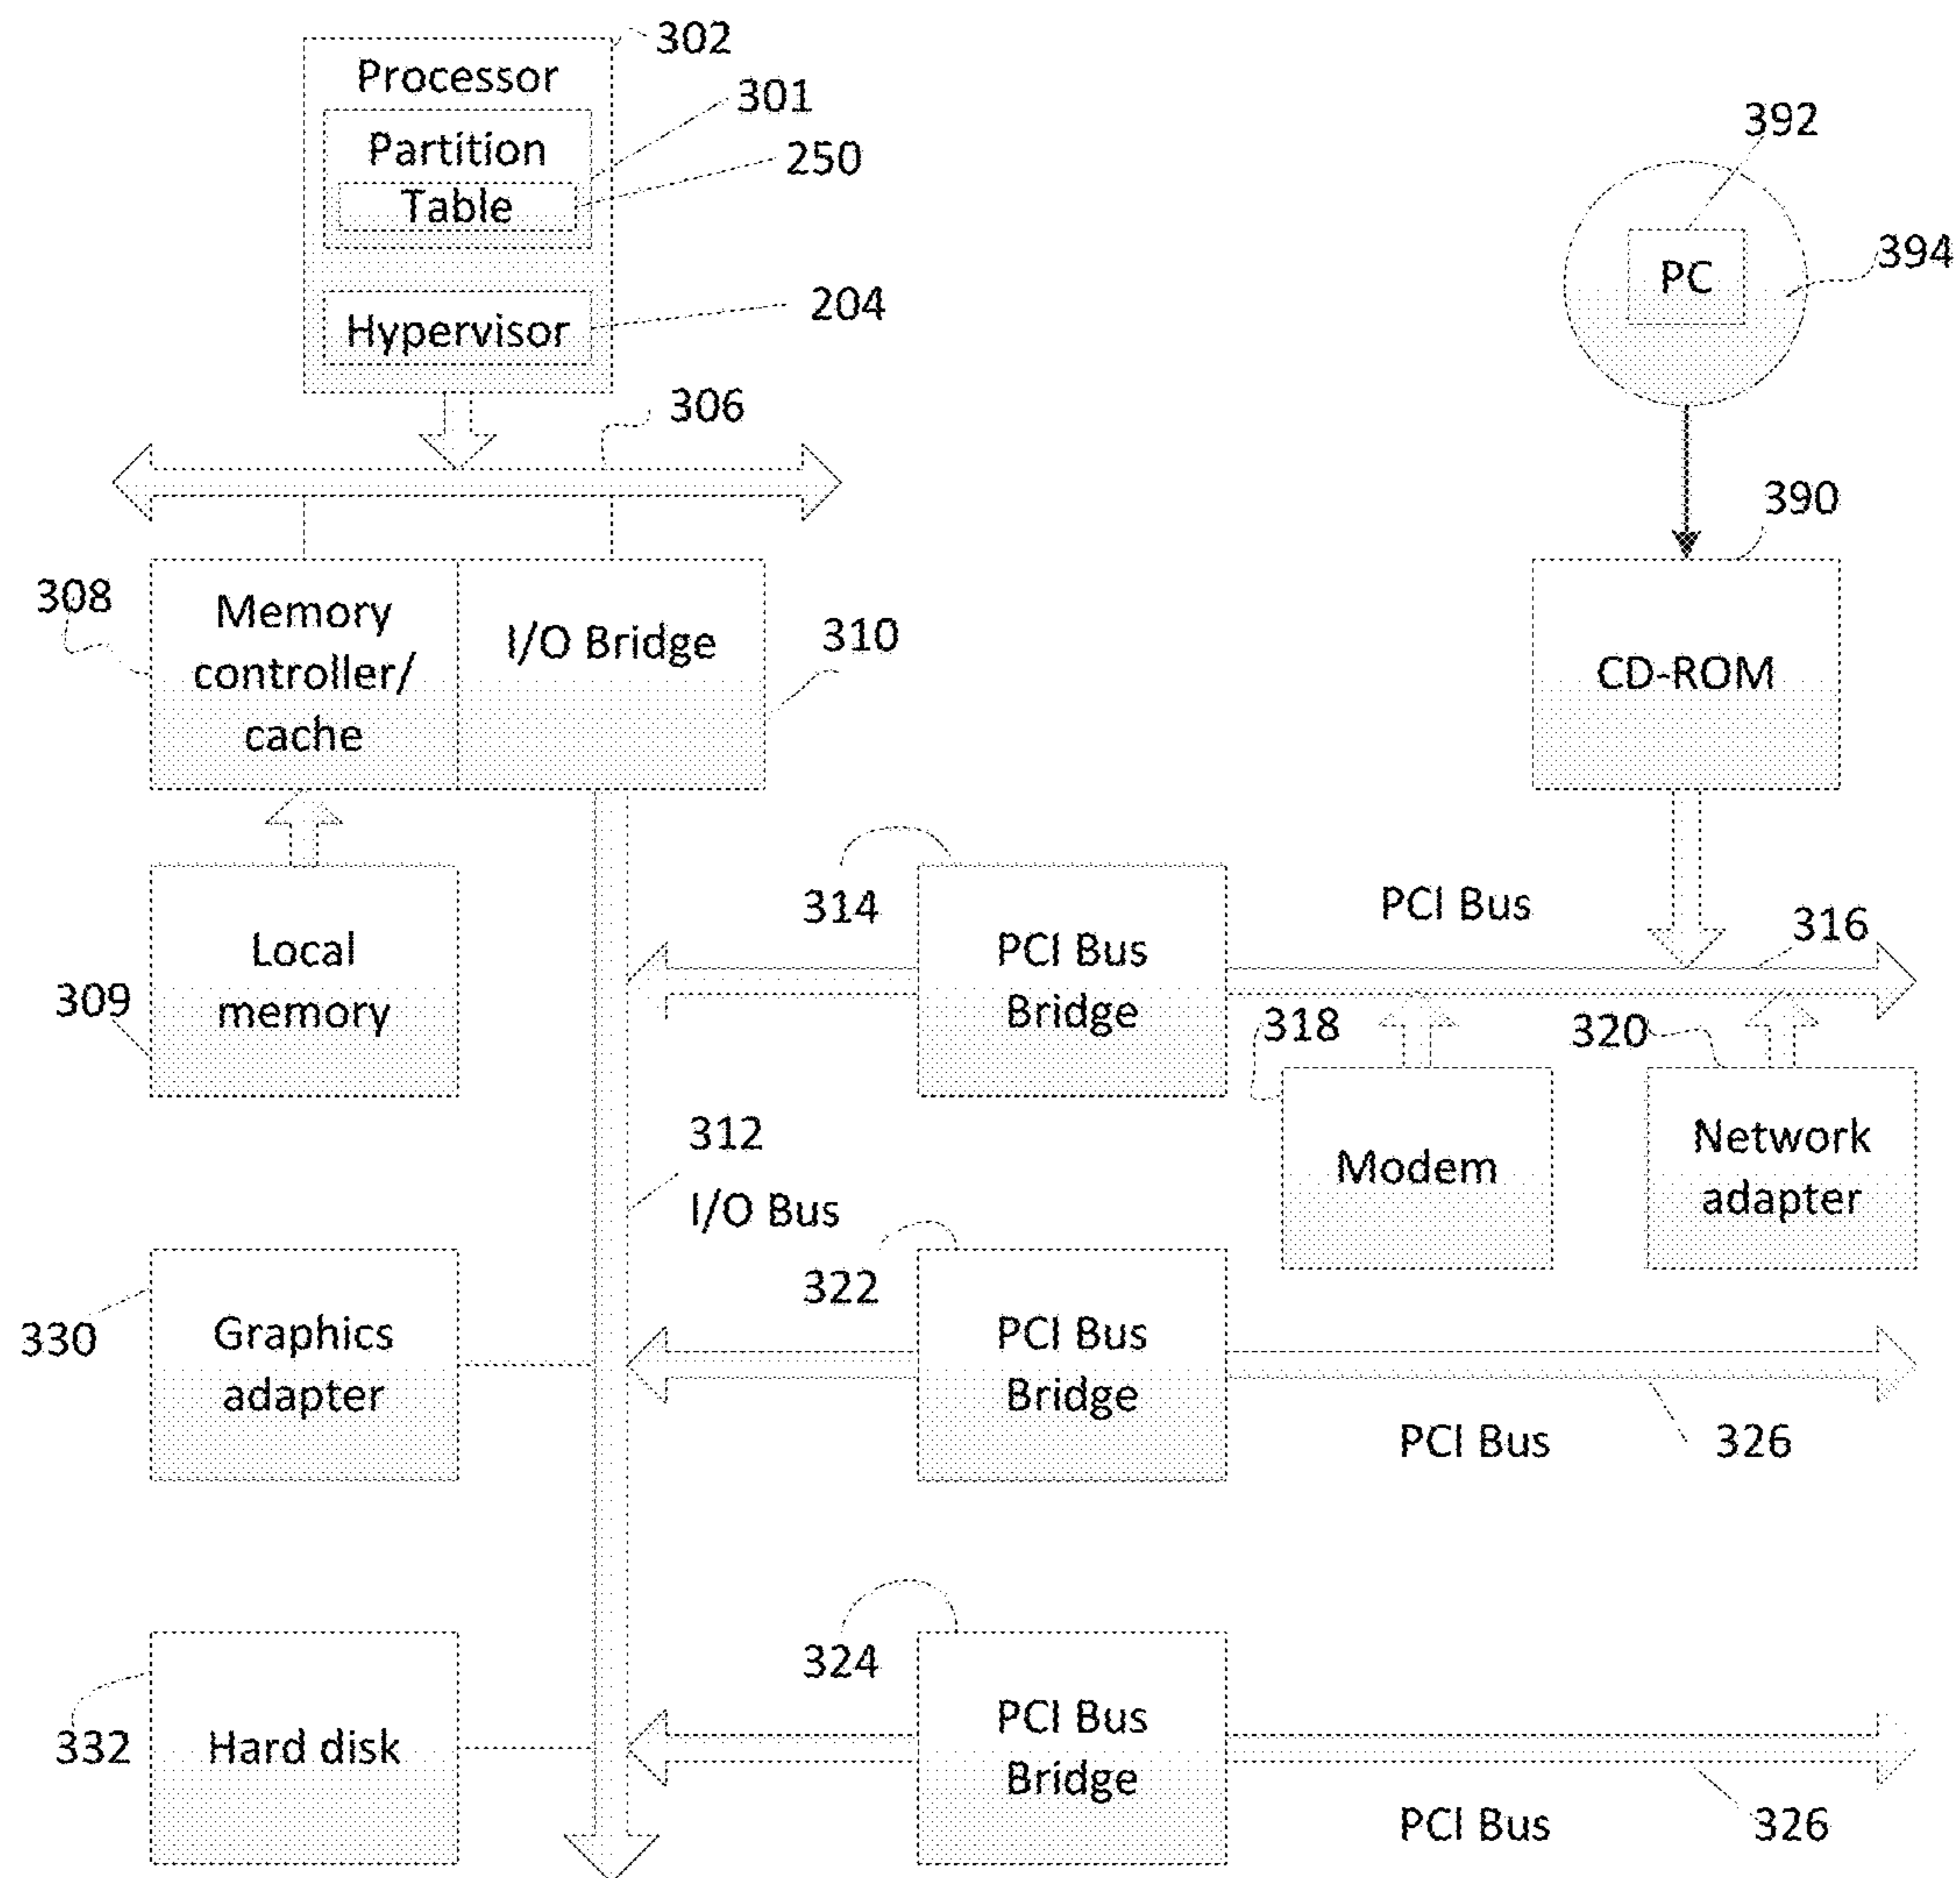 302
Processor
301
Partition
250
Table
204
Hypervisor
306
392
394
PC
390
308
Memory
controller/
cache
I/O Bridge
310
CD-ROM
314
PCI Bus
316
Local
memory
309
PCI Bus
Bridge
318
320
Modem
Network
adapter
312
I/O Bus
322
330
Graphics
adapter
PCI Bus
Bridge
PCI Bus
326
324
332
Hard disk
PCI Bus
Bridge
PCI Bus
326